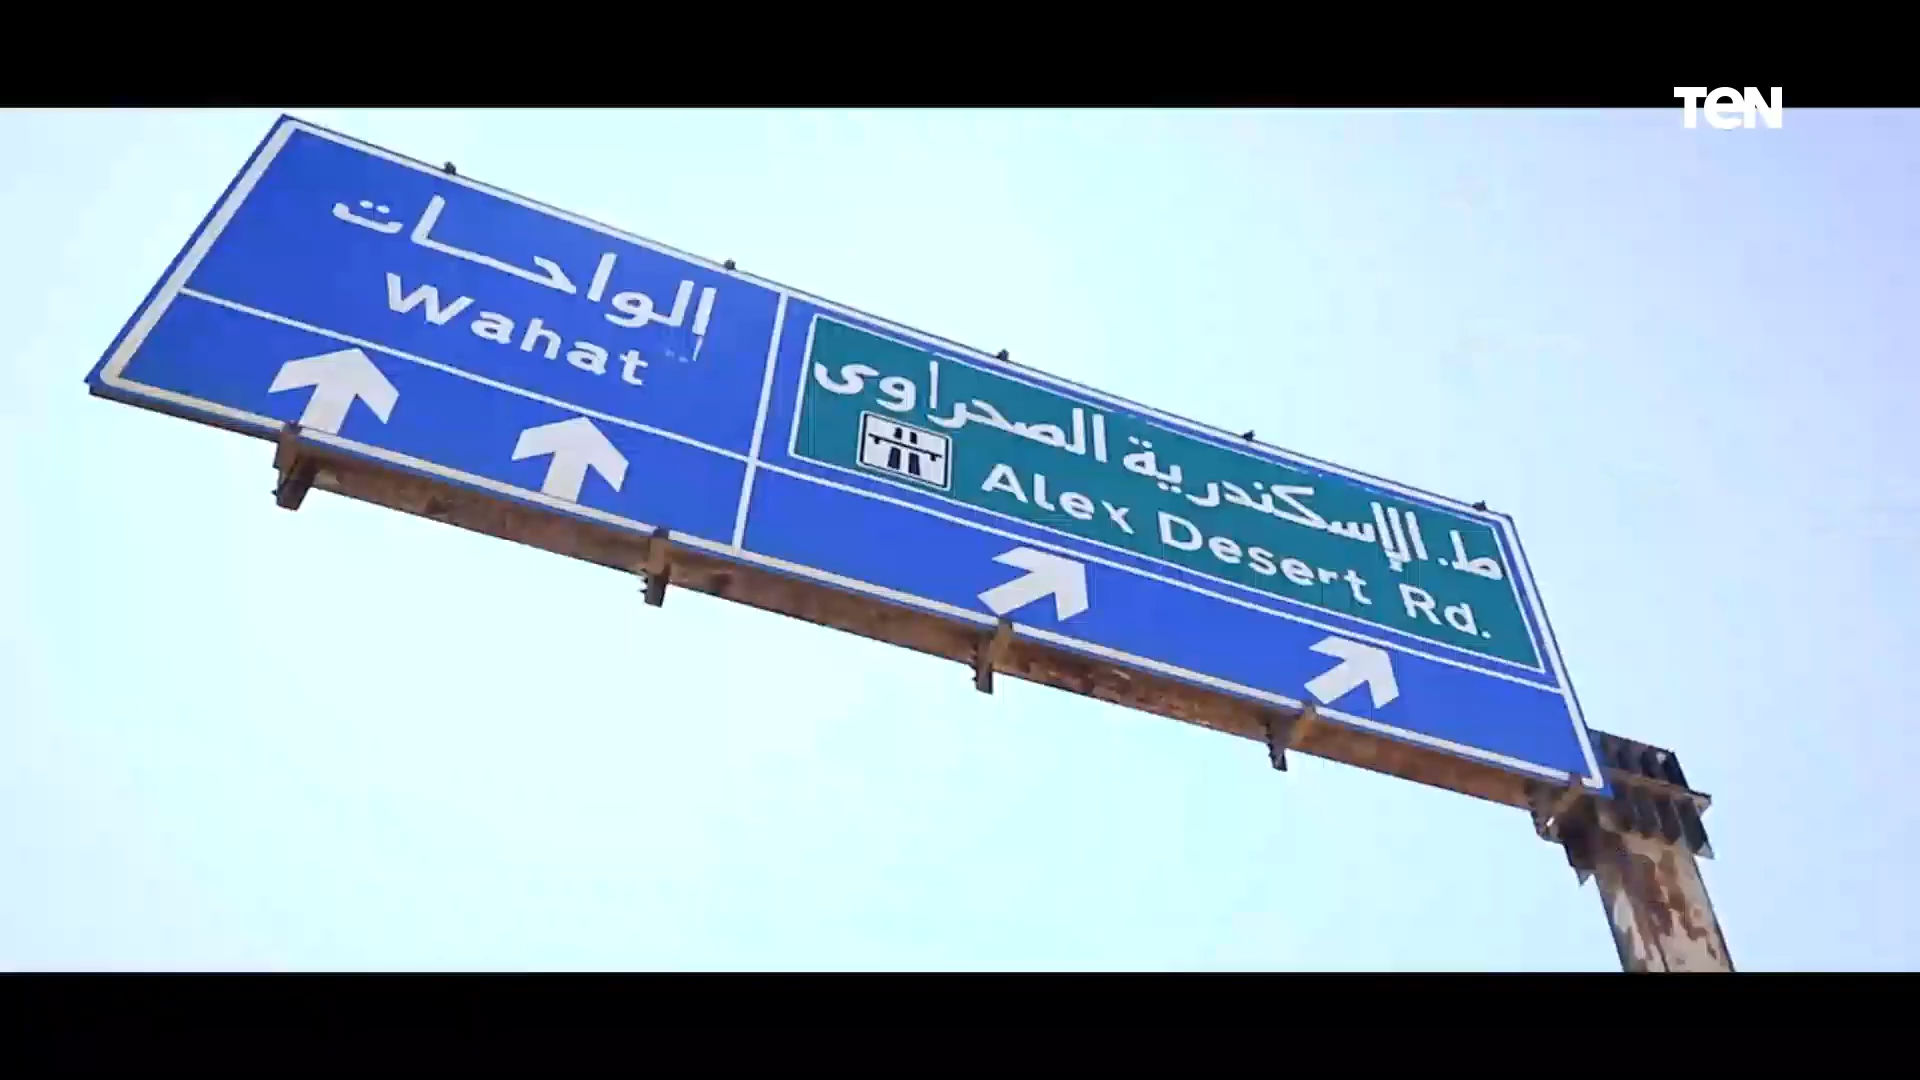 TEN
الواحات
Wahat
ط. الإسكندرية الصحراوى
Alex Desert Rd.